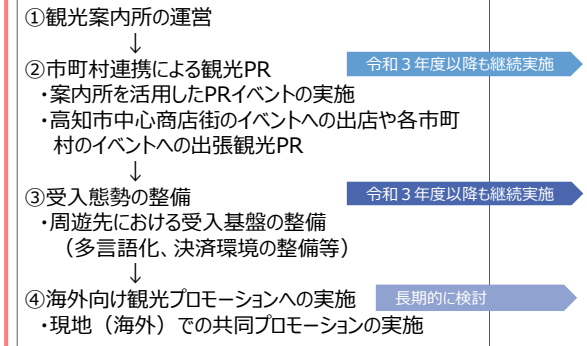 ①観光案内所の運営
↓
②市町村連携による観光PR
令和３年度以降も継続実施
・案内所を活用したPRイベントの実施
・高知市中心商店街のイベントへの出店や各市町
村のイベントへの出張観光PR
↓
③受入態勢の整備
令和３年度以降も継続実施
・周遊先における受入基盤の整備
（多言語化、決済環境の整備等）
↓
④海外向け観光プロモーションへの実施
長期的に検討
・現地（海外）での共同プロモーションの実施